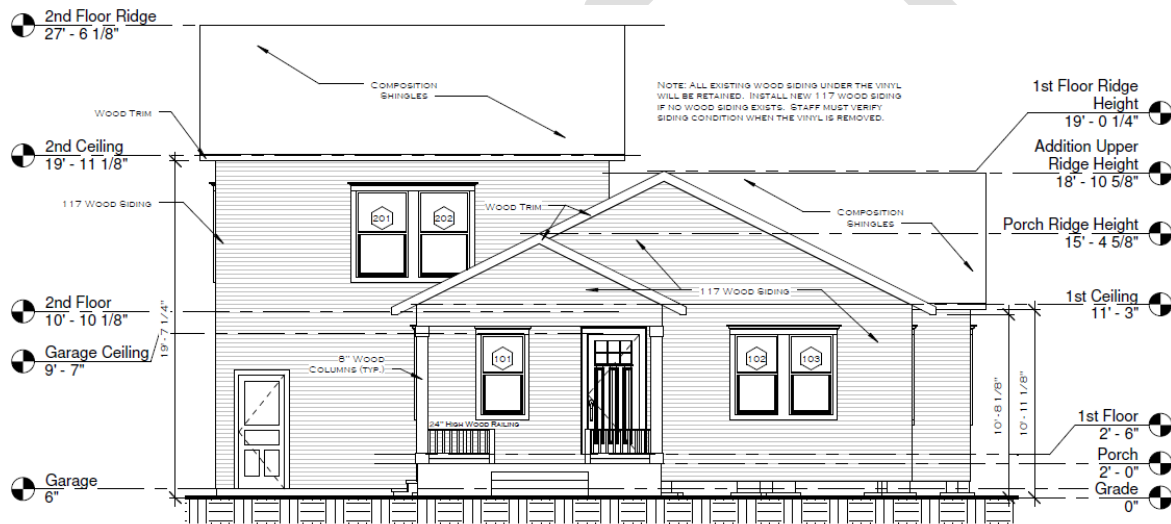 2nd Floor Ridge
27' - 6 1/8"
COMPOSITION
SHINGLES
NOTE: ALL EXISTING WOOD SIDING UNDER THE VINYL
WILL BE RETAINED. INSTALL NEW 117 WOOD SIDING
IF NO WOOD SIDING EXISTS. STAFF MUST VERIFY
SIDING CONDITION WHEN THE VINYL IS REMOVED.
1st Floor Ridge
Height
19' - 0 1/4"
WOOD TRIM
2nd Ceiling
19' - 11 1/8"
Addition Upper
Ridge Height
18' - 10 5/8"
117 WOOD SIDING
201
202
WOOD TRIM
COMPOSITION
SHINGLES
Porch Ridge Height
15' - 4 5/8"
117 WOOD SIDING
2nd Floor
10' - 10 1/8"
1st Ceiling
11' - 3"
19' - 7 1/4"
Garage Ceiling
9' - 7"
8" WOOD
COLUMNS (TYP.)
101
102
103
10' - 8 1/8"
10' - 11 1/8"
24" HIGH WOOD RAILING
1st Floor
2' - 6"
Porch
2' - 0"
Garage
6"
Grade
0"